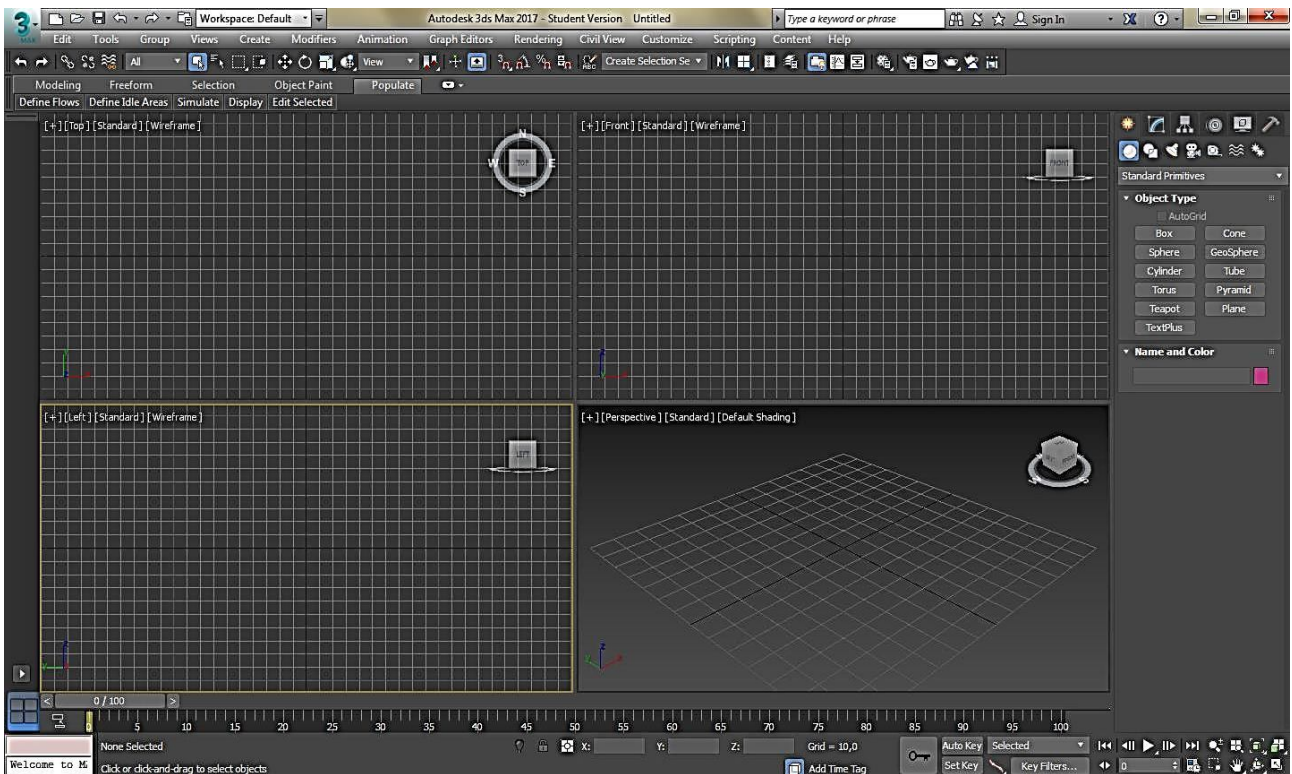 3
MAX
Workspace: Default
Autodesk 3ds Max 2017 - Student Version Untitled
Type a keyword or phrase
Sign In
Edit Tools Group Views Create Modifiers Animation Graph Editors Rendering Civil View Customize Scripting Content Help
All
View
Create Selection Se
Modeling Freeform Selection Object Paint Populate
Define Flows Define Idle Areas Simulate Display Edit Selected
[+] [Top] [Standard] [Wireframe]
N
W TOP E
S
[+] [Front] [Standard] [Wireframe]
FRONT
Standard Primitives
Object Type
AutoGrid
Box Cone
Sphere GeoSphere
Cylinder Tube
Torus Pyramid
Teapot Plane
TextPlus
Name and Color
[+] [Left] [Standard] [Wireframe]
LEFT
[+] [Perspective] [Standard] [Default Shading]
< 0 / 100 >
0 5 10 15 20 25 30 35 40 45 50 55 60 65 70 75 80 85 90 95 100
None Selected
X: Y: Z: Grid = 10,0
Auto Key Selected
Welcome to M
Click or click-and-drag to select objects
Add Time Tag
Set Key Key Filters...
0